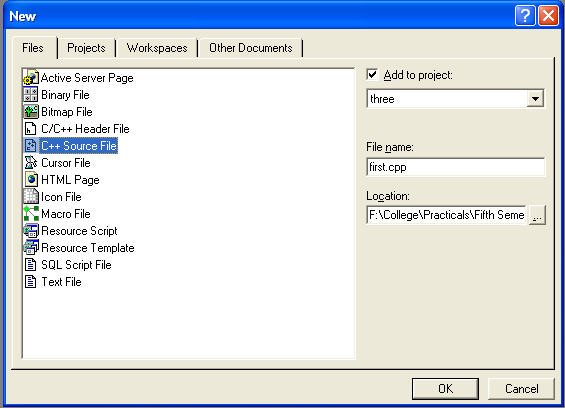 New
Files Projects Workspaces Other Documents
Active Server Page
Binary File
Bitmap File
C/C++ Header File
C++ Source File
Cursor File
HTML Page
Icon File
Macro File
Resource Script
Resource Template
SQL Script File
Text File
Add to project:
three
File name:
first.cpp
Location:
F:\College\Practicals\Fifth Seme
...
OK Cancel